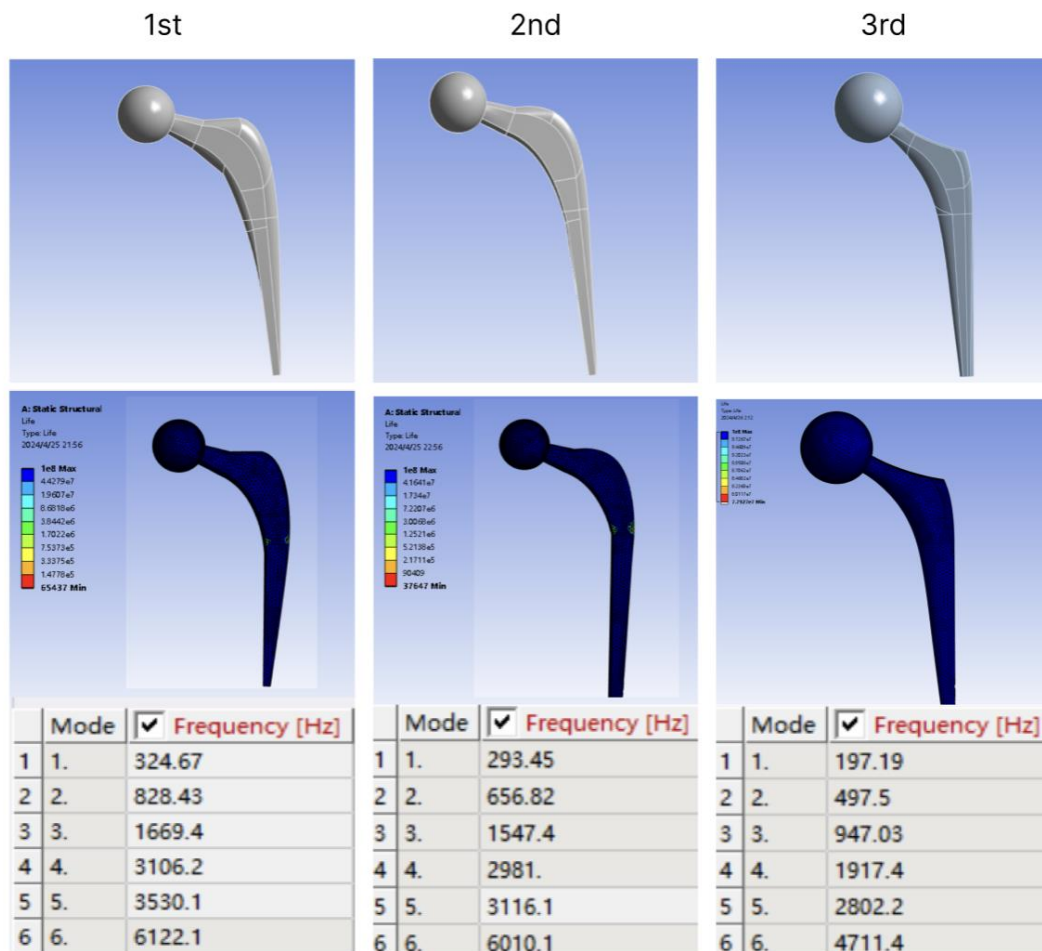 1st
2nd
3rd
A: Static Structural
Life
Type: Life
2024/4/25 21:56
1e8 Max
4.4279e7
1.9607e7
8.6818e6
3.8442e6
1.7022e6
7.5373e5
3.3375e5
1.4778e5
65437 Min
A: Static Structural
Life
Type: Life
2024/4/25 22:56
1e8 Max
4.1641e7
1.734e7
7.2207e6
3.0068e6
1.2521e6
5.2138e5
2.1711e5
90409
37647 Min
Life
Type: Life
1e8 Max
Mode Frequency [Hz]
1 1. 324.67
2 2. 828.43
3 3. 1669.4
4 4. 3106.2
5 5. 3530.1
6 6. 6122.1
Mode Frequency [Hz]
1 1. 293.45
2 2. 656.82
3 3. 1547.4
4 4. 2981.
5 5. 3116.1
6 6. 6010.1
Mode Frequency [Hz]
1 1. 197.19
2 2. 497.5
3 3. 947.03
4 4. 1917.4
5 5. 2802.2
6 6. 4711.4